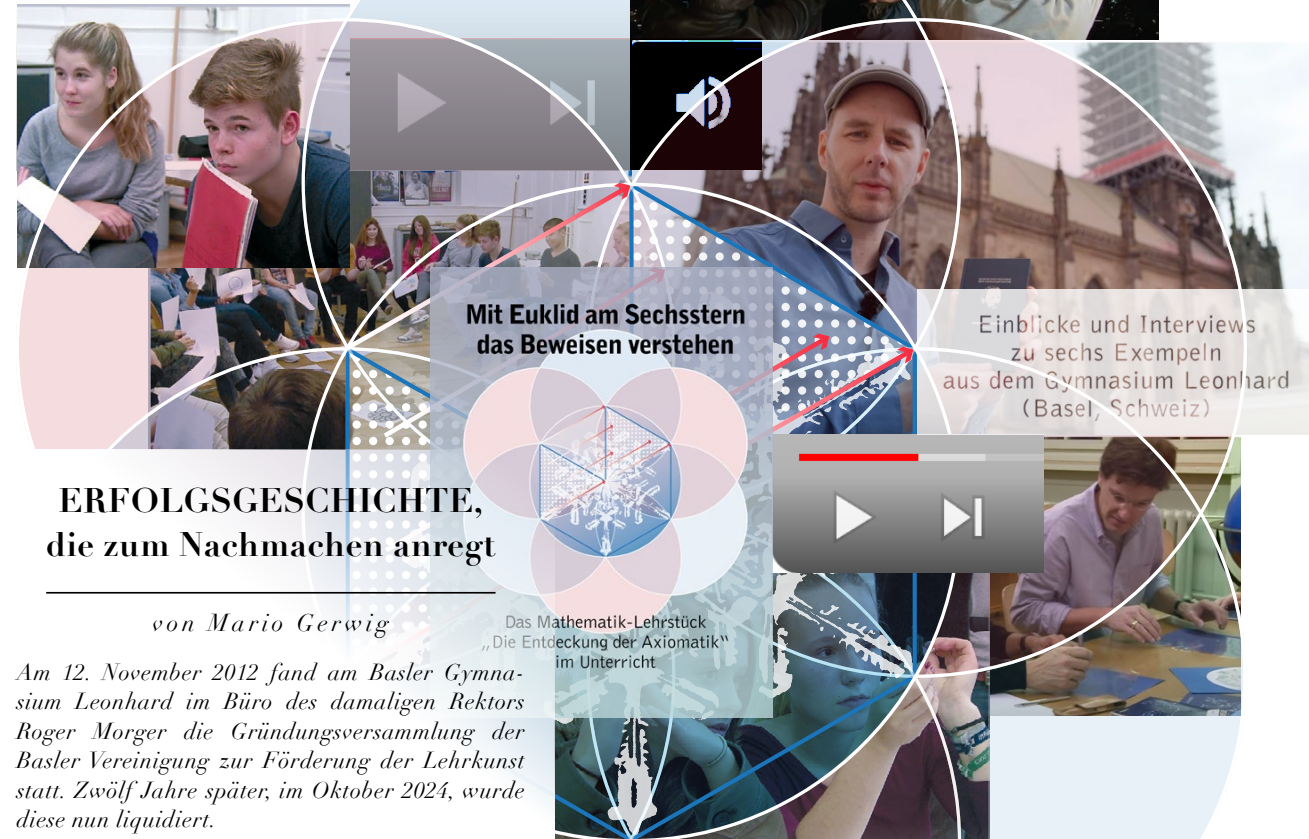 Mit Euklid am Sechsstern
das Beweisen verstehen
Einblicke und Interviews
zu sechs Exempeln
aus dem Gymnasium Leonhard
(Basel, Schweiz)
ERFOLGSGESCHICHTE,
die zum Nachmachen anregt
von Mario Gerwig
Das Mathematik-Lehrstück
„Die Entdeckung der Axiomatik“
im Unterricht
Am 12. November 2012 fand am Basler Gymna-
sium Leonhard im Büro des damaligen Rektors
Roger Morger die Gründungsversammlung der
Basler Vereinigung zur Förderung der Lehrkunst
statt. Zwölf Jahre später, im Oktober 2024, wurde
diese nun liquidiert.